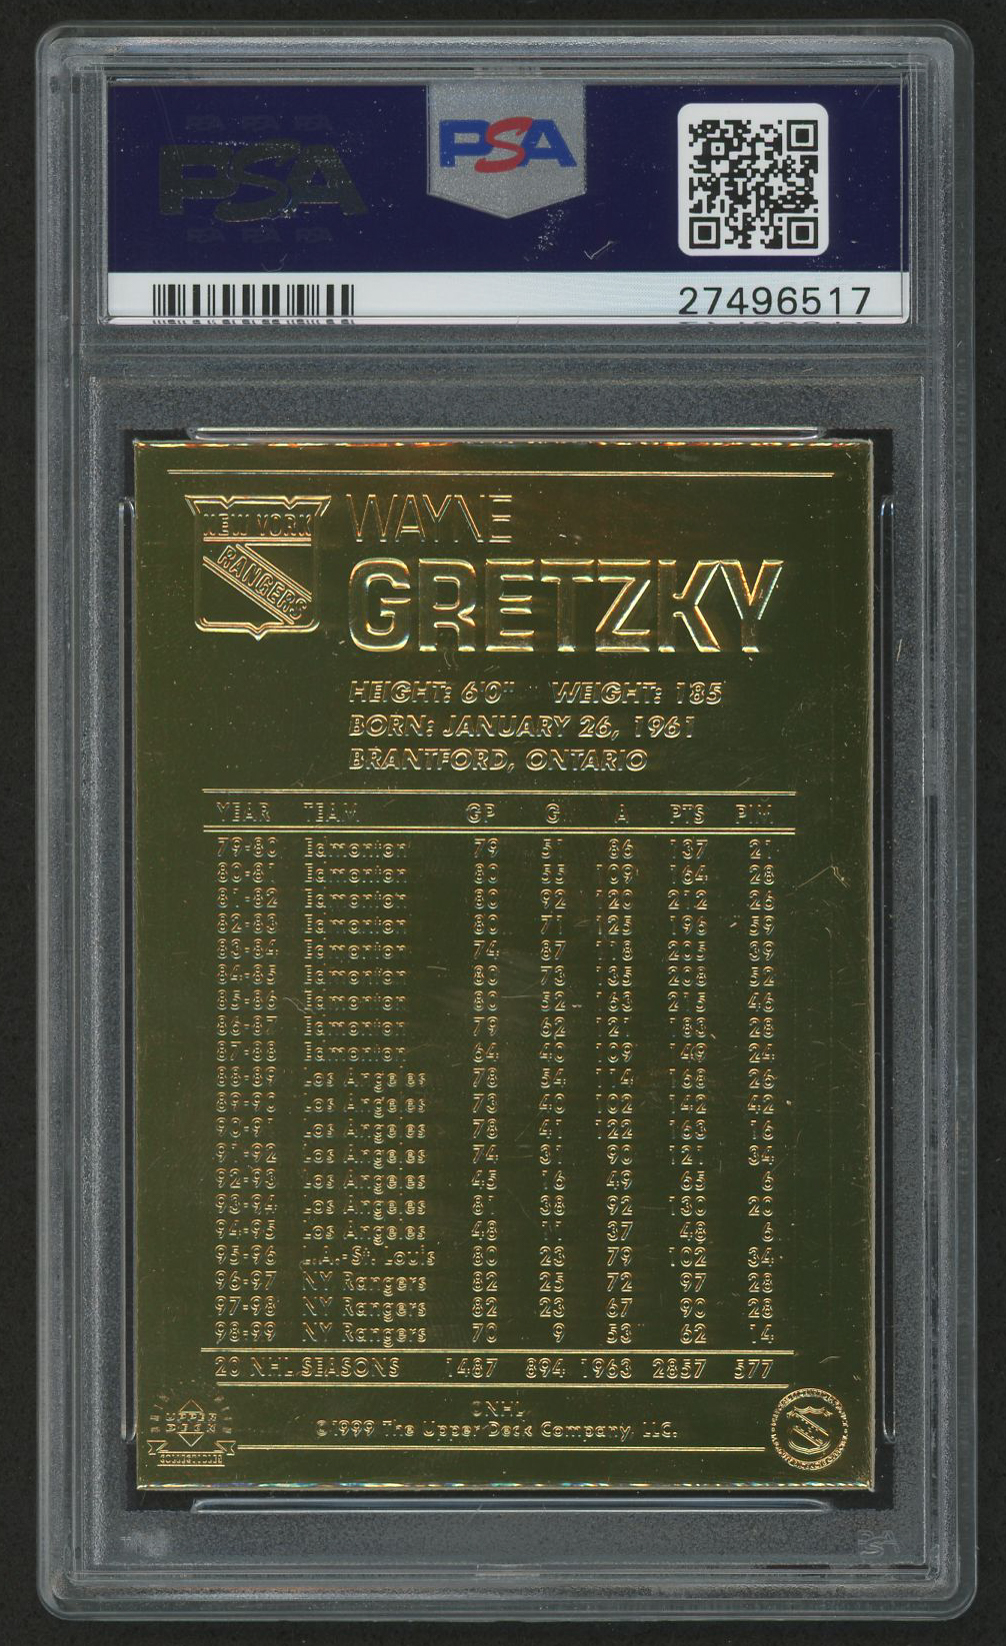 PSA PSA PSA
PSA
PSA PSA PSA
PSA
27496517
NEW YORK
RANGERS
WAYNE
GRETZKY
HEIGHT: 6'0" WEIGHT: 185
BORN: JANUARY 26, 1961
BRANTFORD, ONTARIO
YEAR TEAM GP G A PTS PIM
79-80 Edmonton 79 51 86 137 21
80-81 Edmonton 80 55 109 164 28
81-82 Edmonton 80 92 120 212 26
82-83 Edmonton 80 71 125 196 59
83-84 Edmonton 74 87 118 205 39
84-85 Edmonton 80 73 135 208 52
85-86 Edmonton 80 52 163 215 46
86-87 Edmonton 79 62 121 183 28
87-88 Edmonton 64 40 109 149 24
88-89 Los Angeles 78 54 114 168 26
89-90 Los Angeles 73 40 102 142 42
90-91 Los Angeles 78 41 122 163 16
91-92 Los Angeles 74 31 90 121 34
92-93 Los Angeles 45 16 49 65 6
93-94 Los Angeles 81 38 92 130 20
94-95 Los Angeles 48 11 37 48 6
95-96 L.A.-St. Louis 80 23 79 102 34
96-97 NY Rangers 82 25 72 97 28
97-98 NY Rangers 82 23 67 90 28
98-99 NY Rangers 70 9 53 62 14
20 NHL SEASONS 1487 894 1963 2857 577
©NHL
©1999 The Upper Deck Company, LLC.
UPPER
DECK
COLLECTIBLES
NHL
PSA